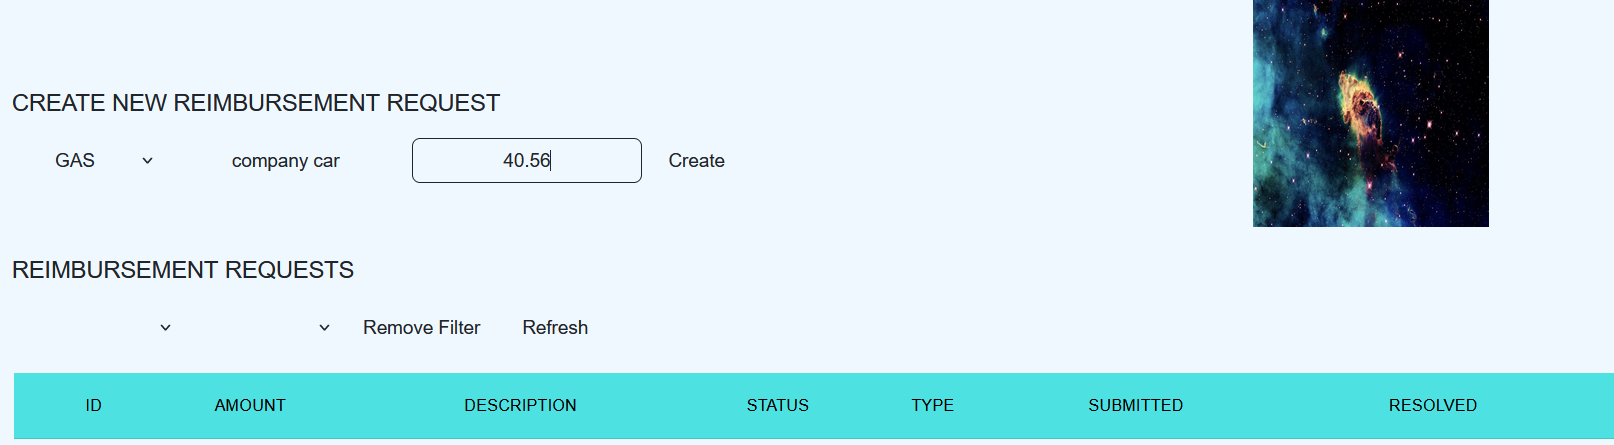 CREATE NEW REIMBURSEMENT REQUEST
GAS company car 40.56 Create
REIMBURSEMENT REQUESTS
Remove Filter Refresh
ID AMOUNT DESCRIPTION STATUS TYPE SUBMITTED RESOLVED